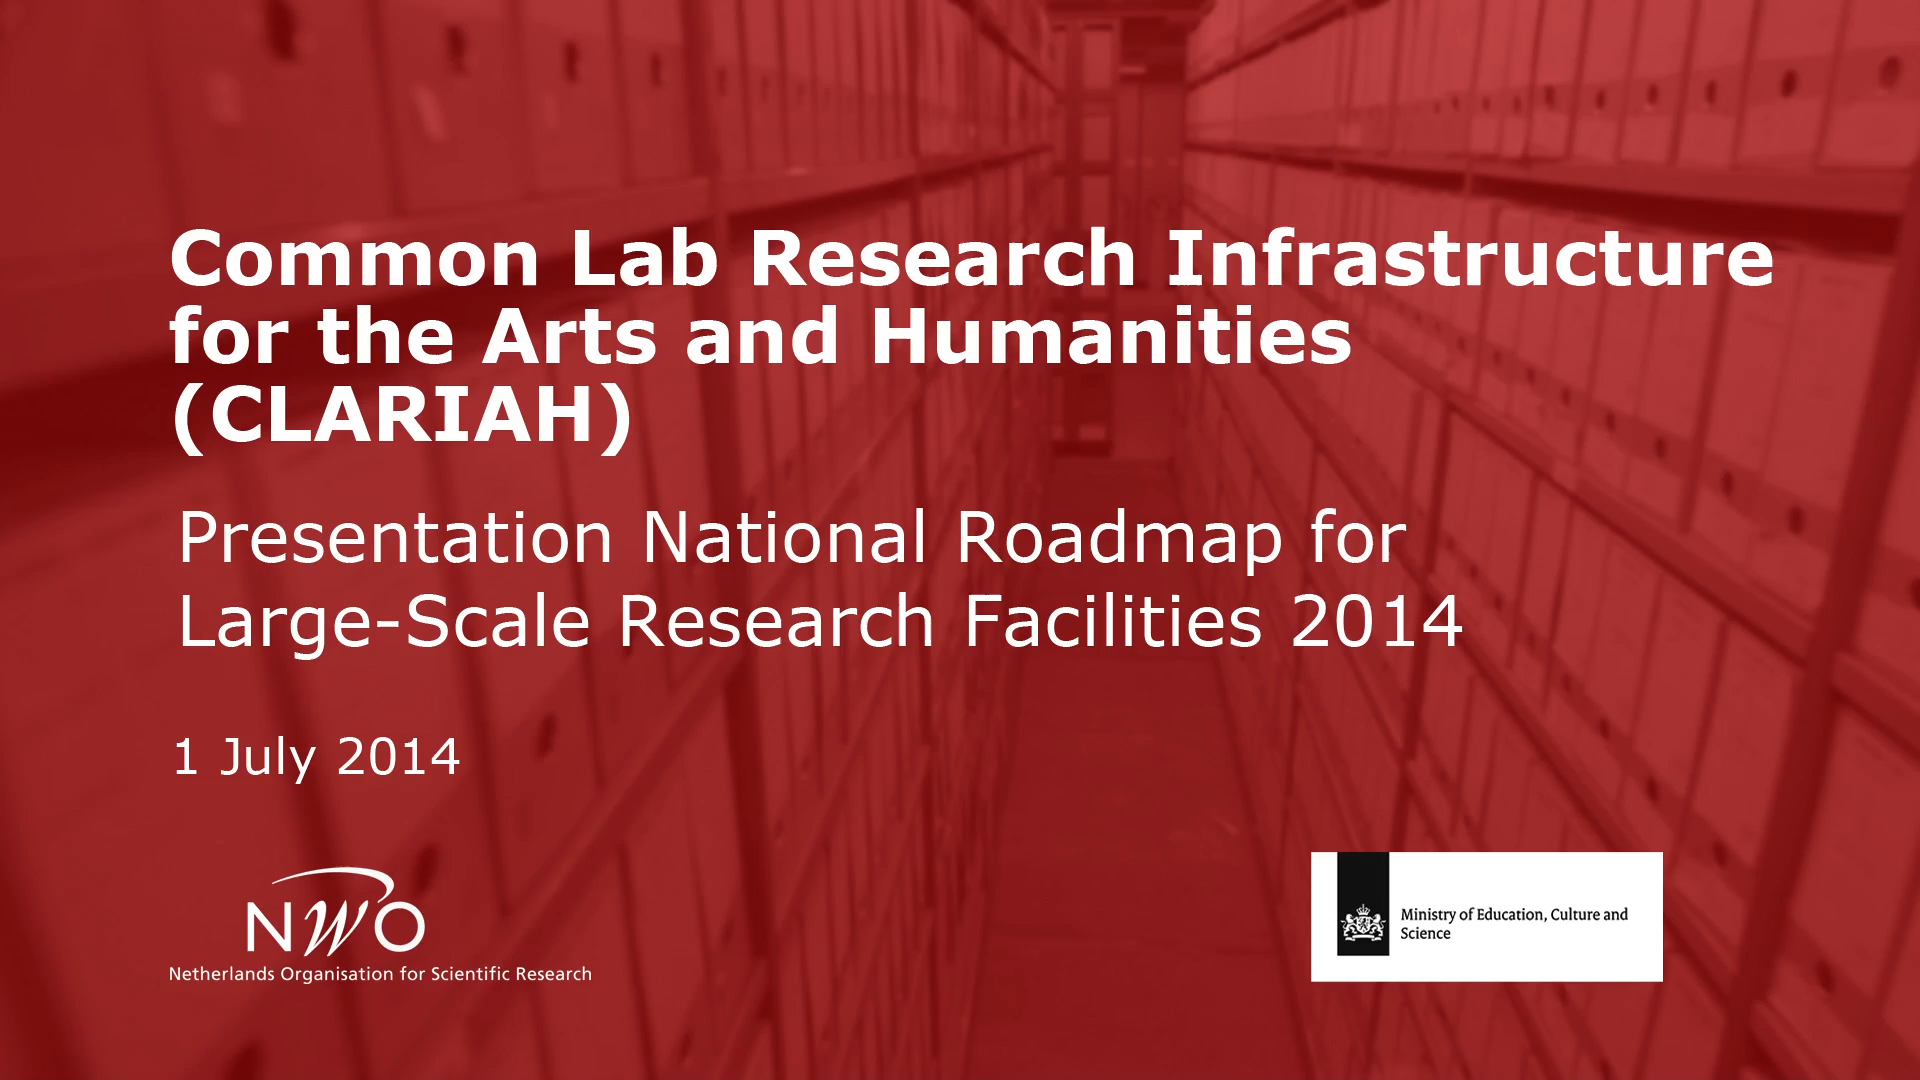 Common Lab Research Infrastructure
for the Arts and Humanities
(CLARIAH)
Presentation National Roadmap for
Large-Scale Research Facilities 2014
1 July 2014
NWO
Netherlands Organisation for Scientific Research
Ministry of Education, Culture and
Science